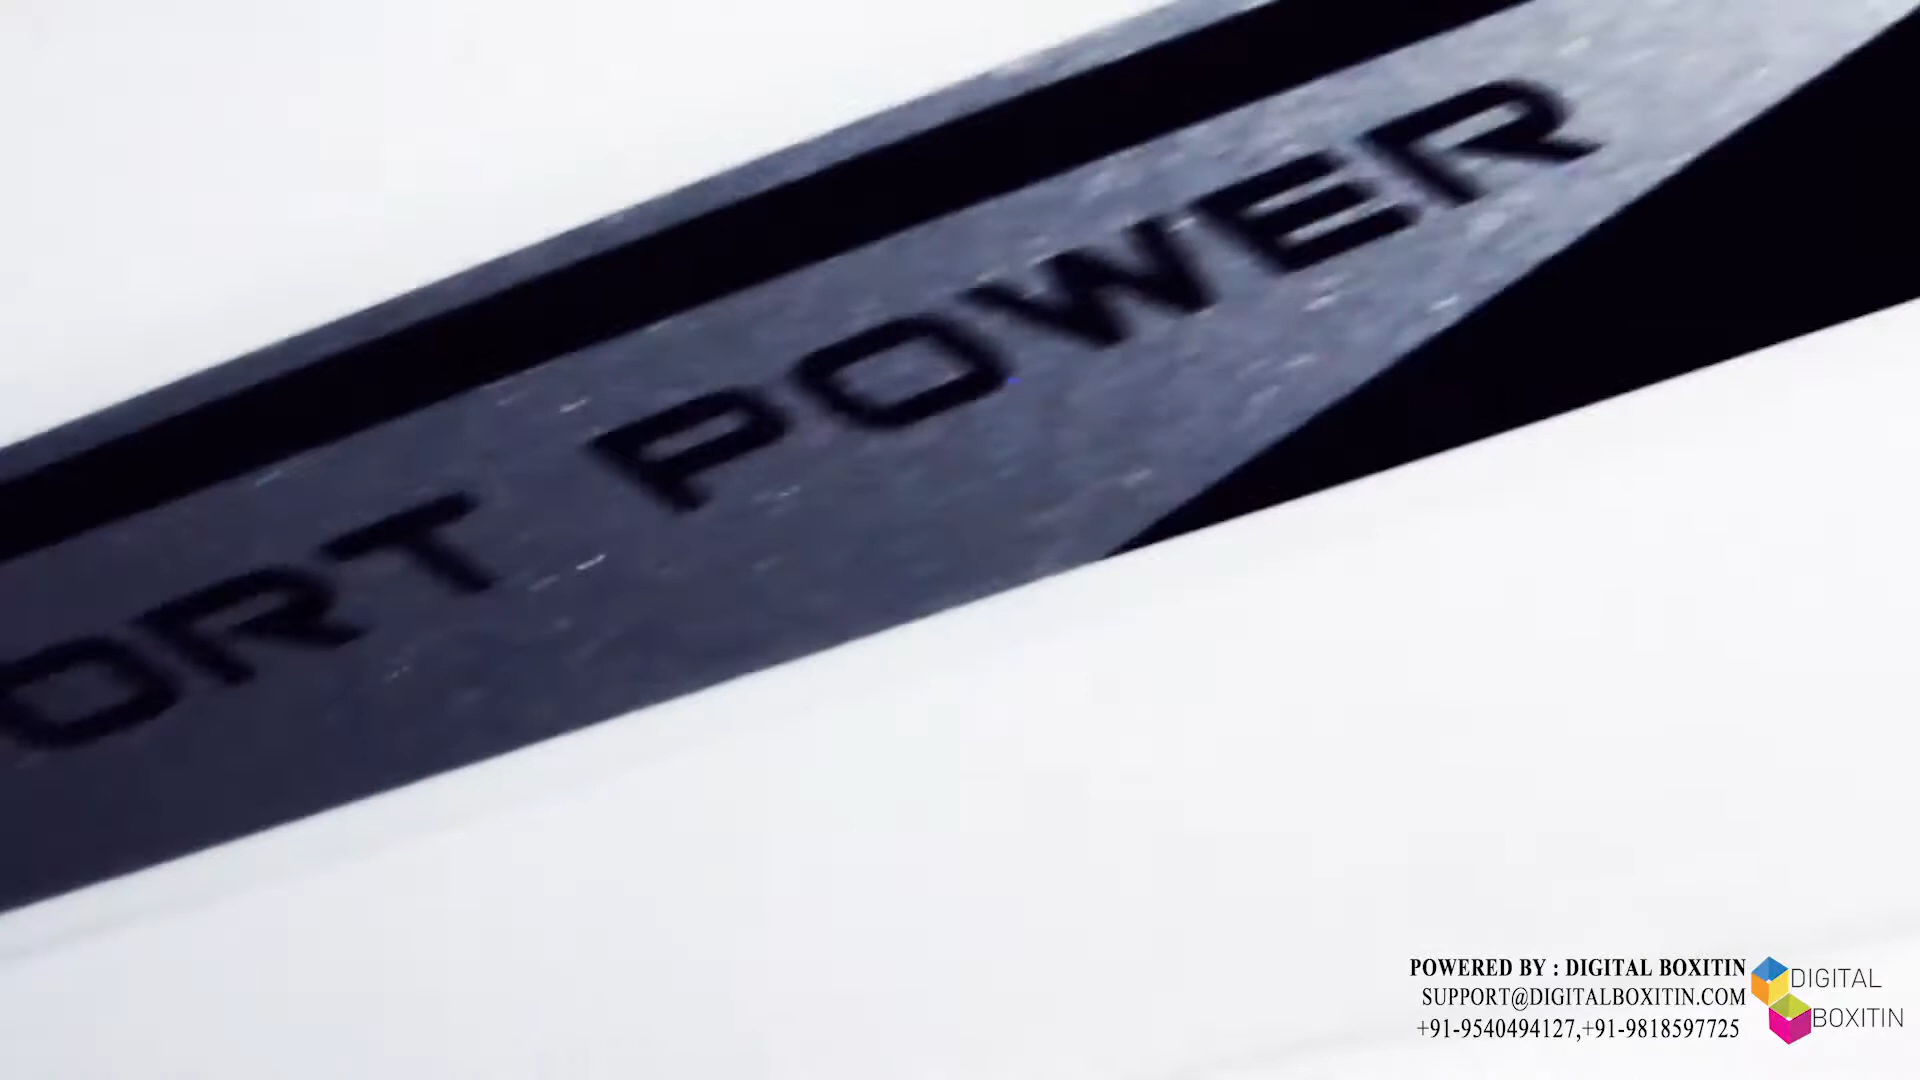 ORT POWER
POWERED BY : DIGITAL BOXITIN
SUPPORT@DIGITALBOXITIN.COM
+91-9540494127,+91-9818597725
DIGITAL
BOXITIN